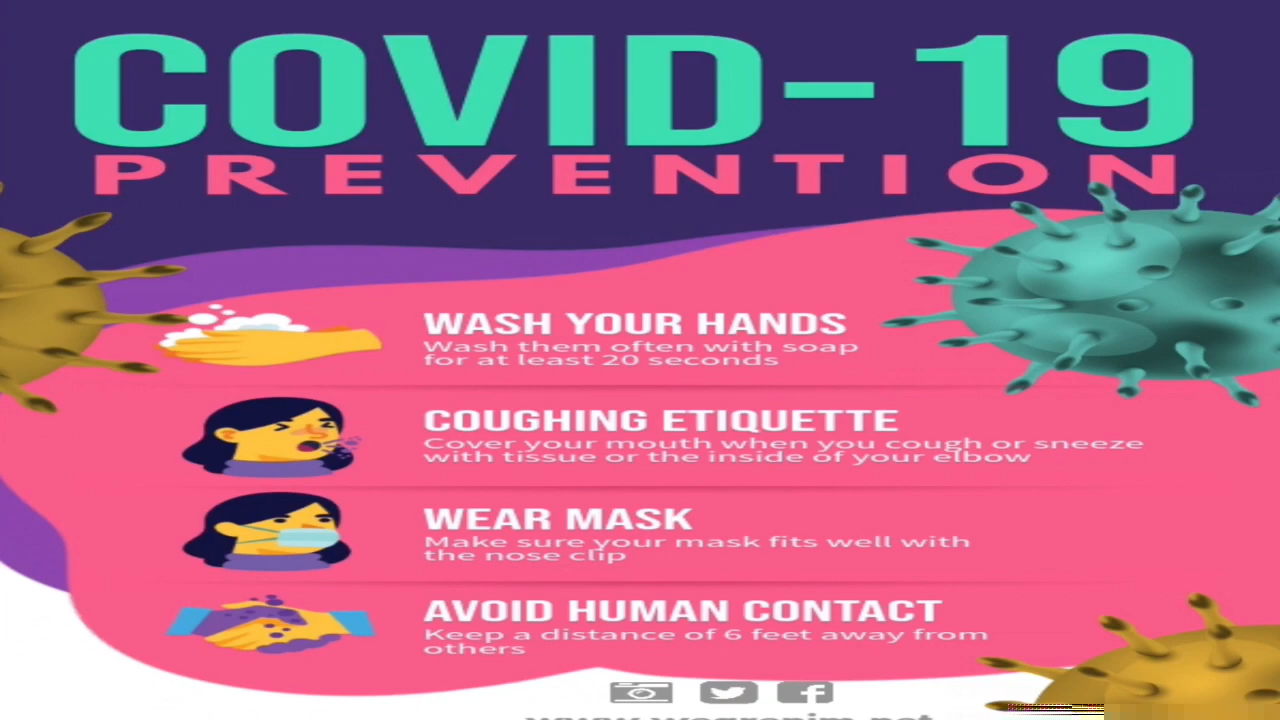 COVID-19
PREVENTION
WASH YOUR HANDS
Wash them often with soap
for at least 20 seconds
COUGHING ETIQUETTE
Cover your mouth when you cough or sneeze
with tissue or the inside of your elbow
WEAR MASK
Make sure your mask fits well with
the nose clip
AVOID HUMAN CONTACT
Keep a distance of 6 feet away from
others